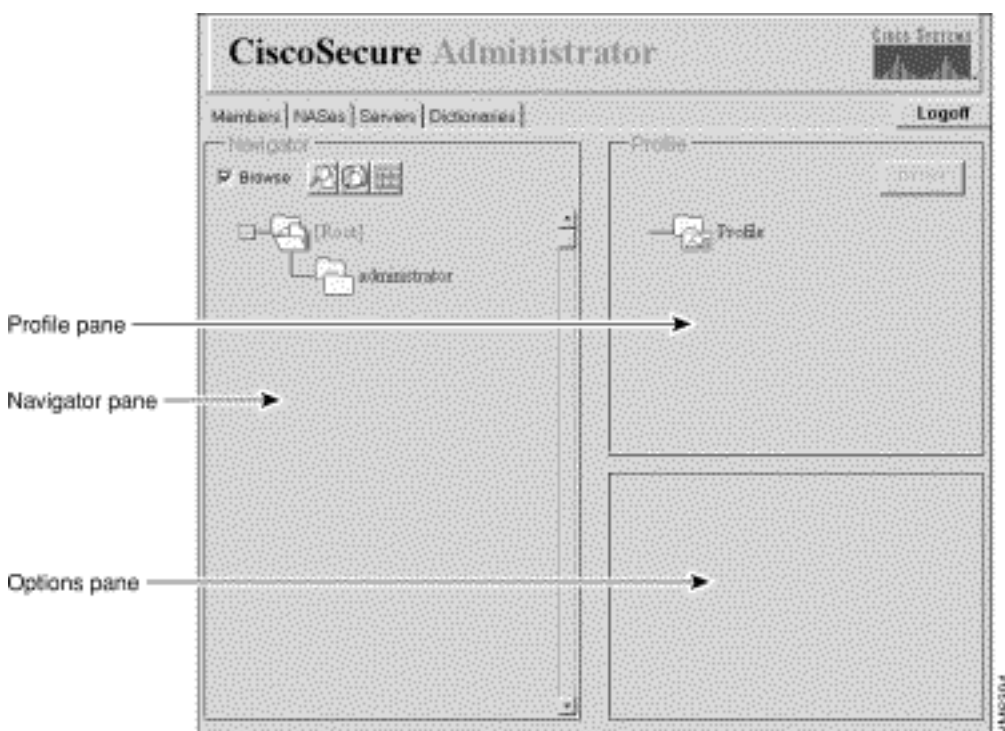 CiscoSecure Administrator
CISCO SYSTEMS
Members NASes Servers Dictionaries
Logoff
Navigator
Profile
Browse
[Root]
Profile
administrator
Profile pane
Navigator pane
Options pane